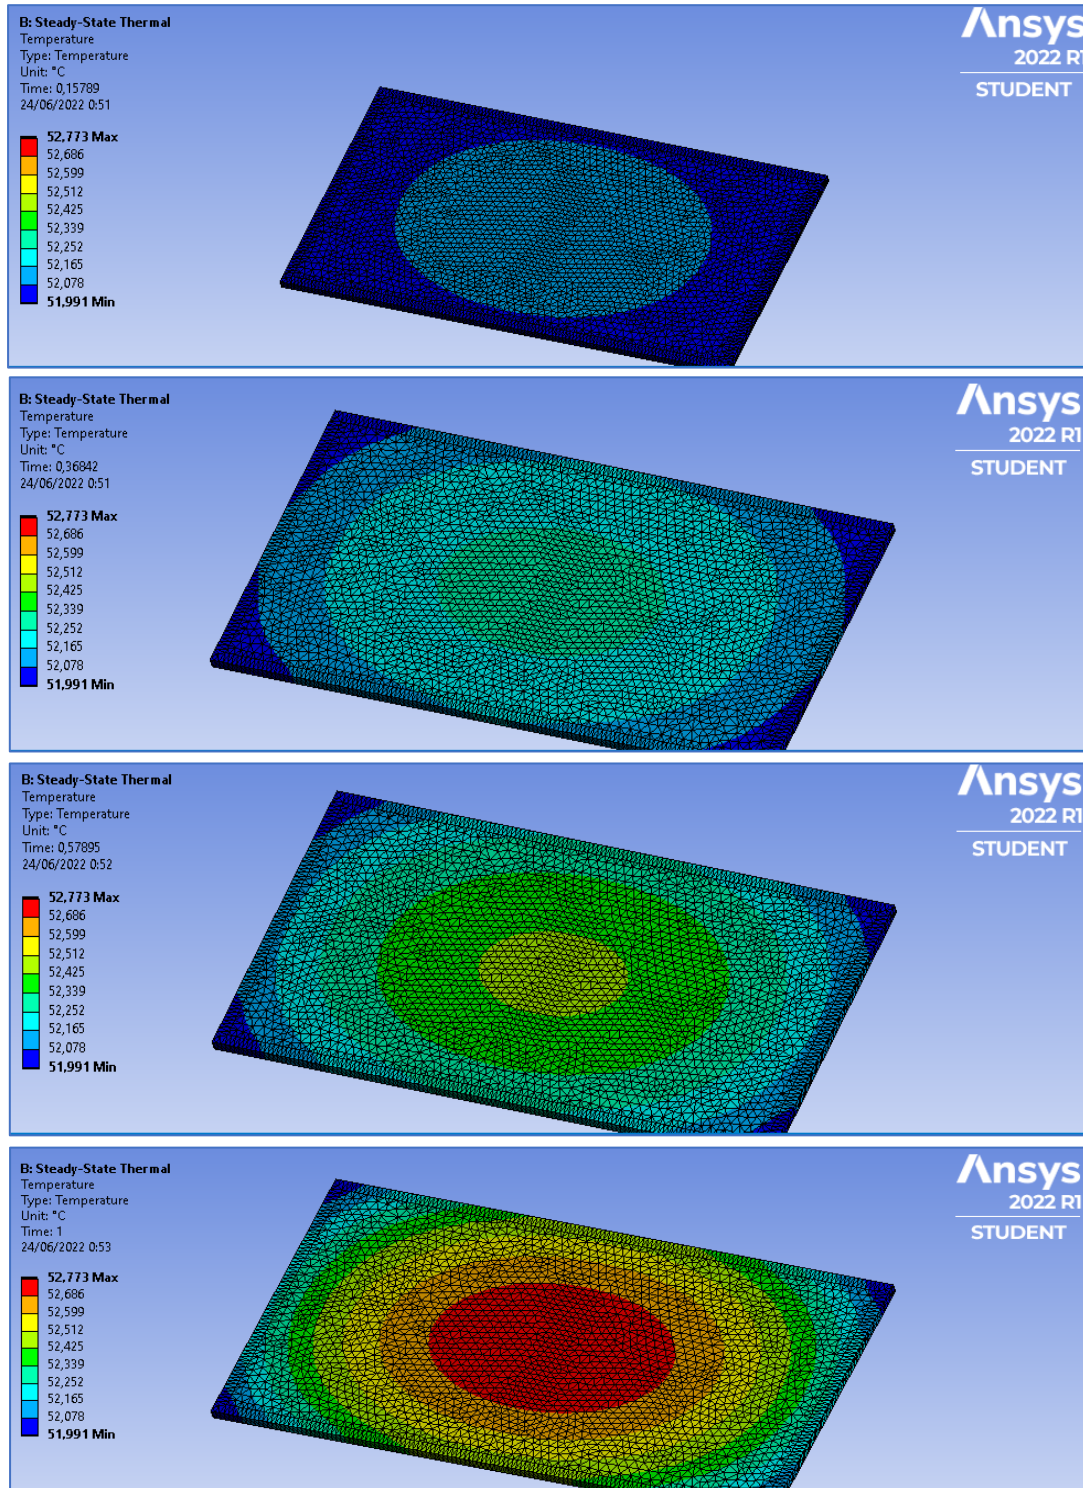 B: Steady-State Thermal
Temperature
Type: Temperature
Unit: °C
Time: 0,15789
24/06/2022 0:51
52,773 Max
52,686
52,599
52,512
52,425
52,339
52,252
52,165
52,078
51,991 Min
Ansys
2022 R1
STUDENT
B: Steady-State Thermal
Temperature
Type: Temperature
Unit: °C
Time: 0,36842
24/06/2022 0:51
52,773 Max
52,686
52,599
52,512
52,425
52,339
52,252
52,165
52,078
51,991 Min
Ansys
2022 R1
STUDENT
B: Steady-State Thermal
Temperature
Type: Temperature
Unit: °C
Time: 0,57895
24/06/2022 0:52
52,773 Max
52,686
52,599
52,512
52,425
52,339
52,252
52,165
52,078
51,991 Min
Ansys
2022 R1
STUDENT
B: Steady-State Thermal
Temperature
Type: Temperature
Unit: °C
Time: 1
24/06/2022 0:53
52,773 Max
52,686
52,599
52,512
52,425
52,339
52,252
52,165
52,078
51,991 Min
Ansys
2022 R1
STUDENT